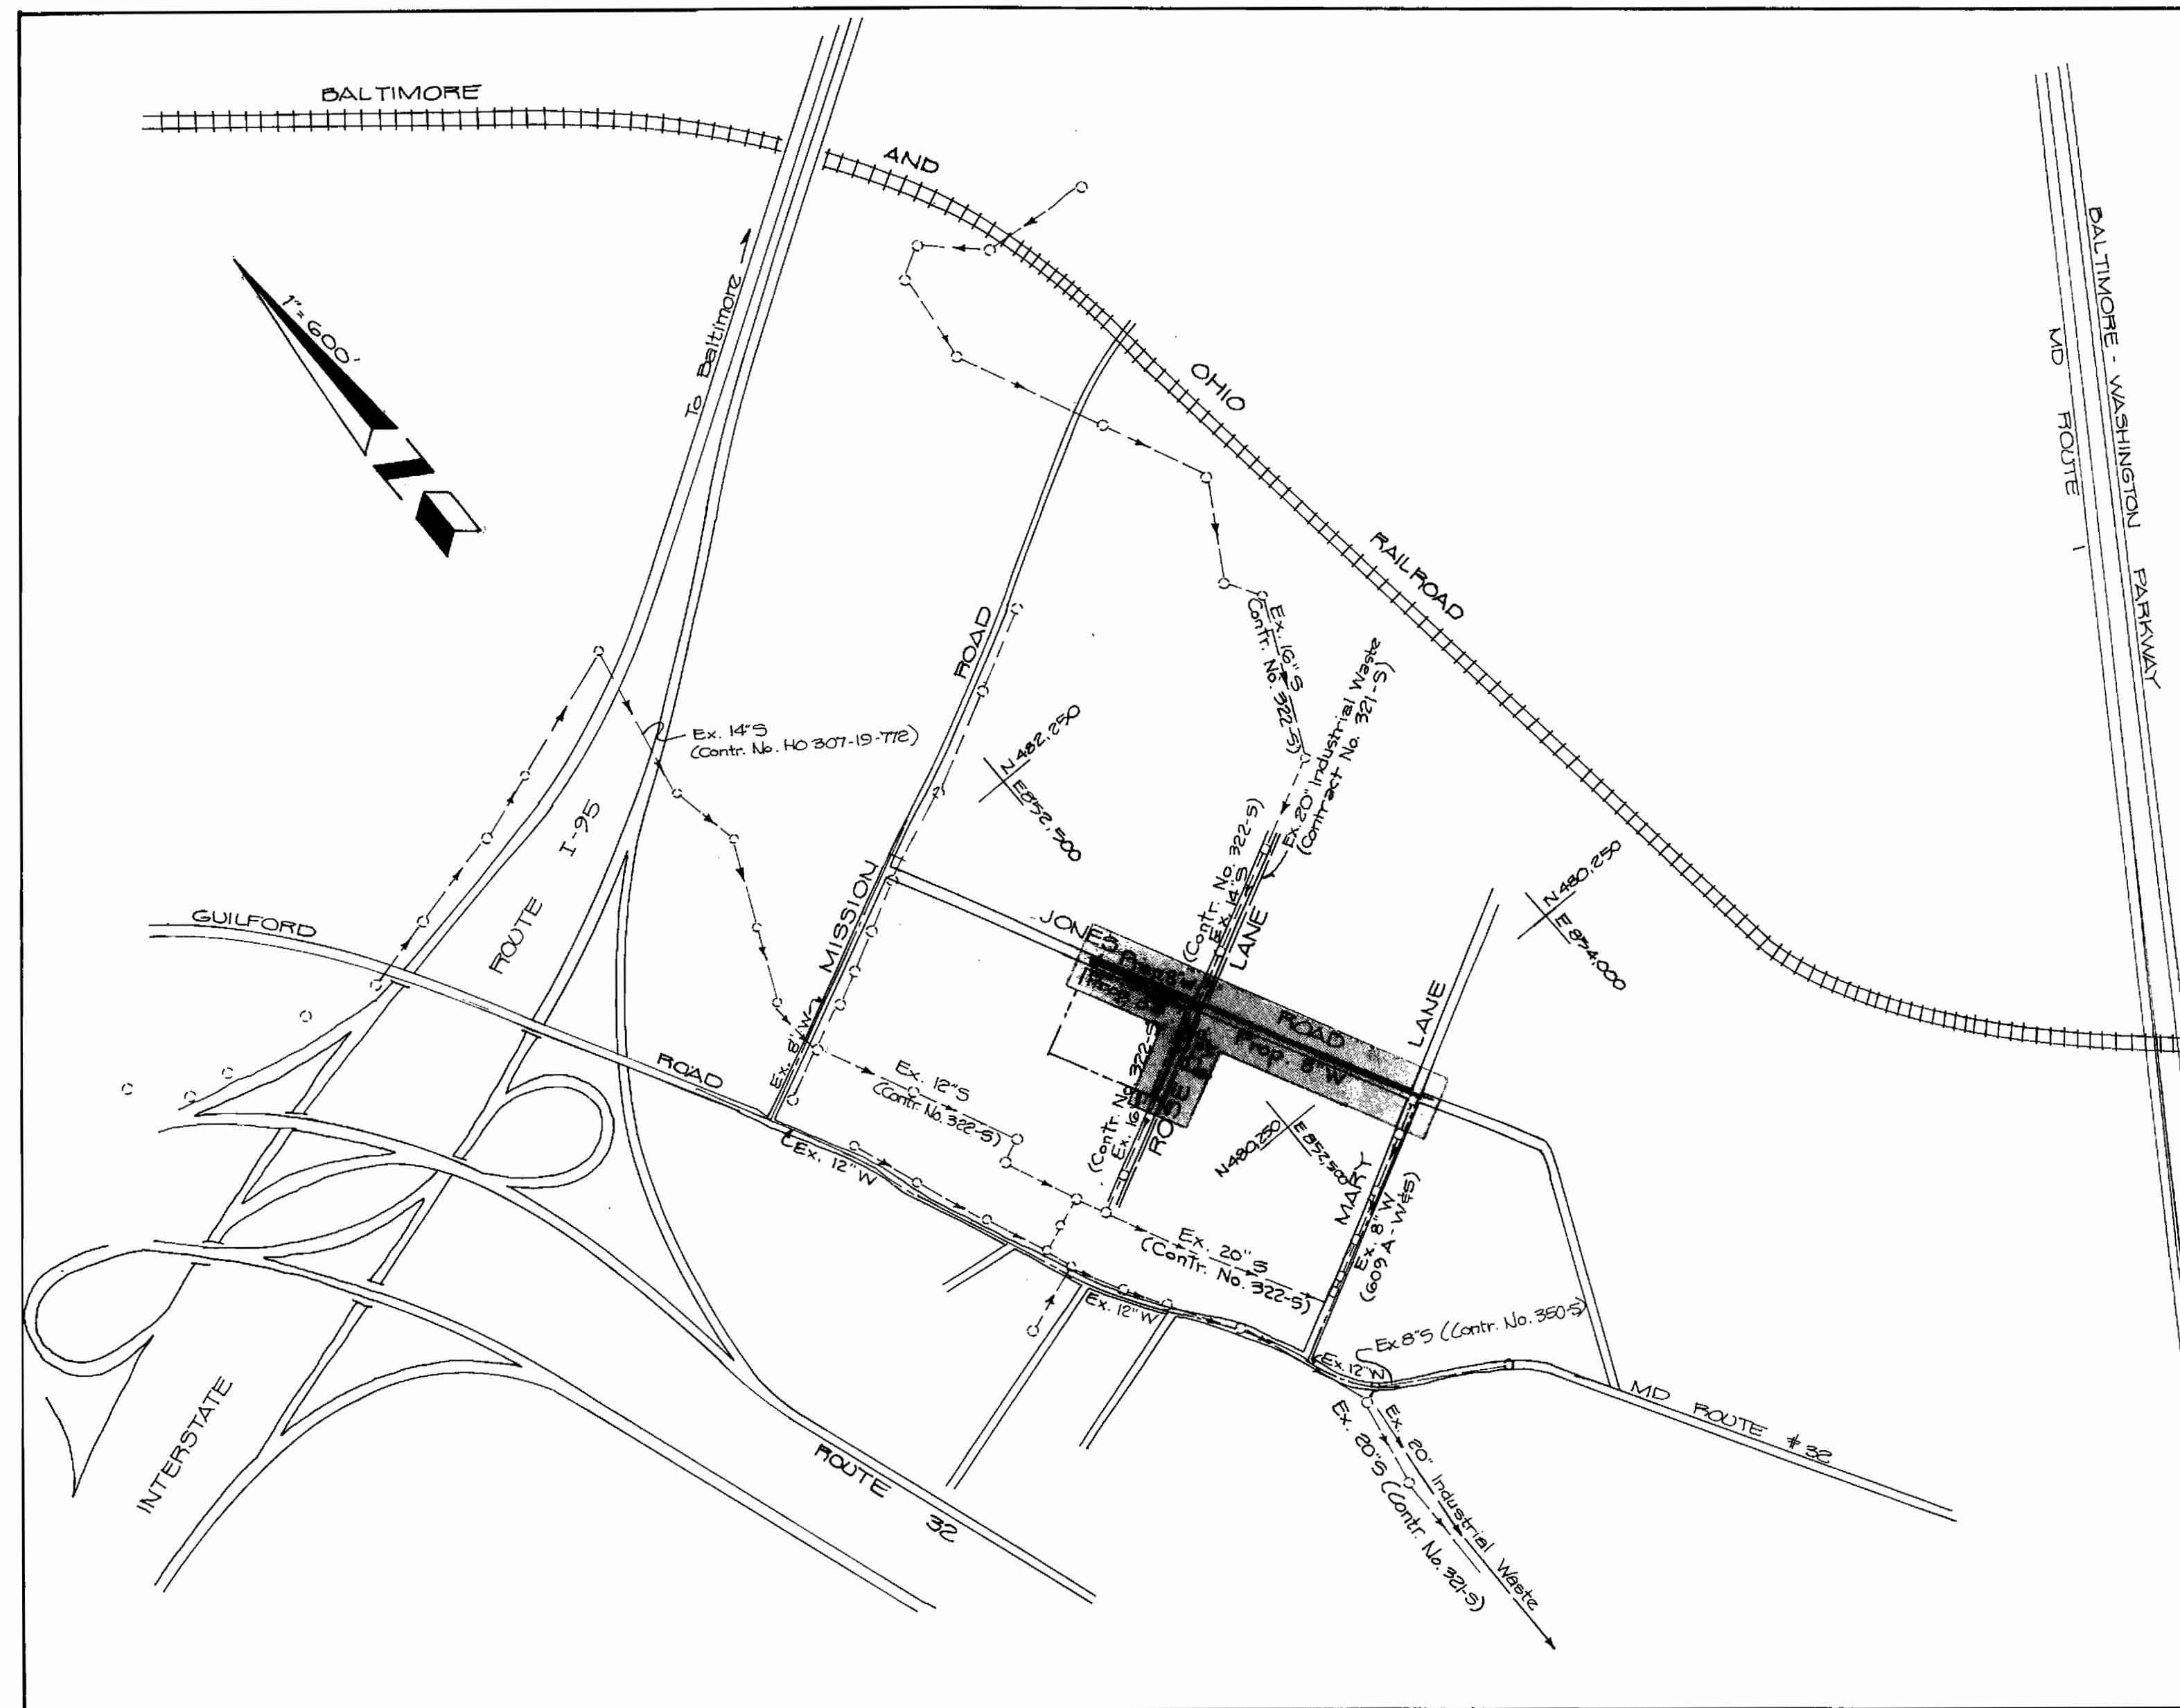 BALTIMORE
AND
OHIO
RAILROAD
1"= 600'
N
To Baltimore
BALTIMORE - WASHINGTON PARKWAY
MD ROUTE 1
ROAD
MISSION
Ex. 14"S
(Contr. No. HO 307-19-772)
Ex. 16"S
(Contr. No. 322-S)
Ex. 20" Industrial Waste
(Contract No. 321-S)
N 482,250
E 852,500
I-95
ROUTE
GUILFORD
ROAD
JONES
ROAD
(Contr. No. 322-S)
Ex. 14"S
LANE
N 480,250
E 854,000
LANE
MARY
Prop. 8"W
Ex. 8"W
Ex. 12"S
(Contr. No. 322-S)
(Contr. No. 322-S)
Ex. 16"
N 480,250
E 852,500
Ex. 12"W
Ex. 20"S
(Contr. No. 322-S)
Ex. 8"W
(609 A-W&S)
Ex. 12"W
Ex 8"S (Contr. No. 350-S)
Ex. 12"W
MD ROUTE #32
Ex. 20" Industrial Waste
Ex. 20"S (Contr. No. 321-S)
INTERSTATE
ROUTE 32